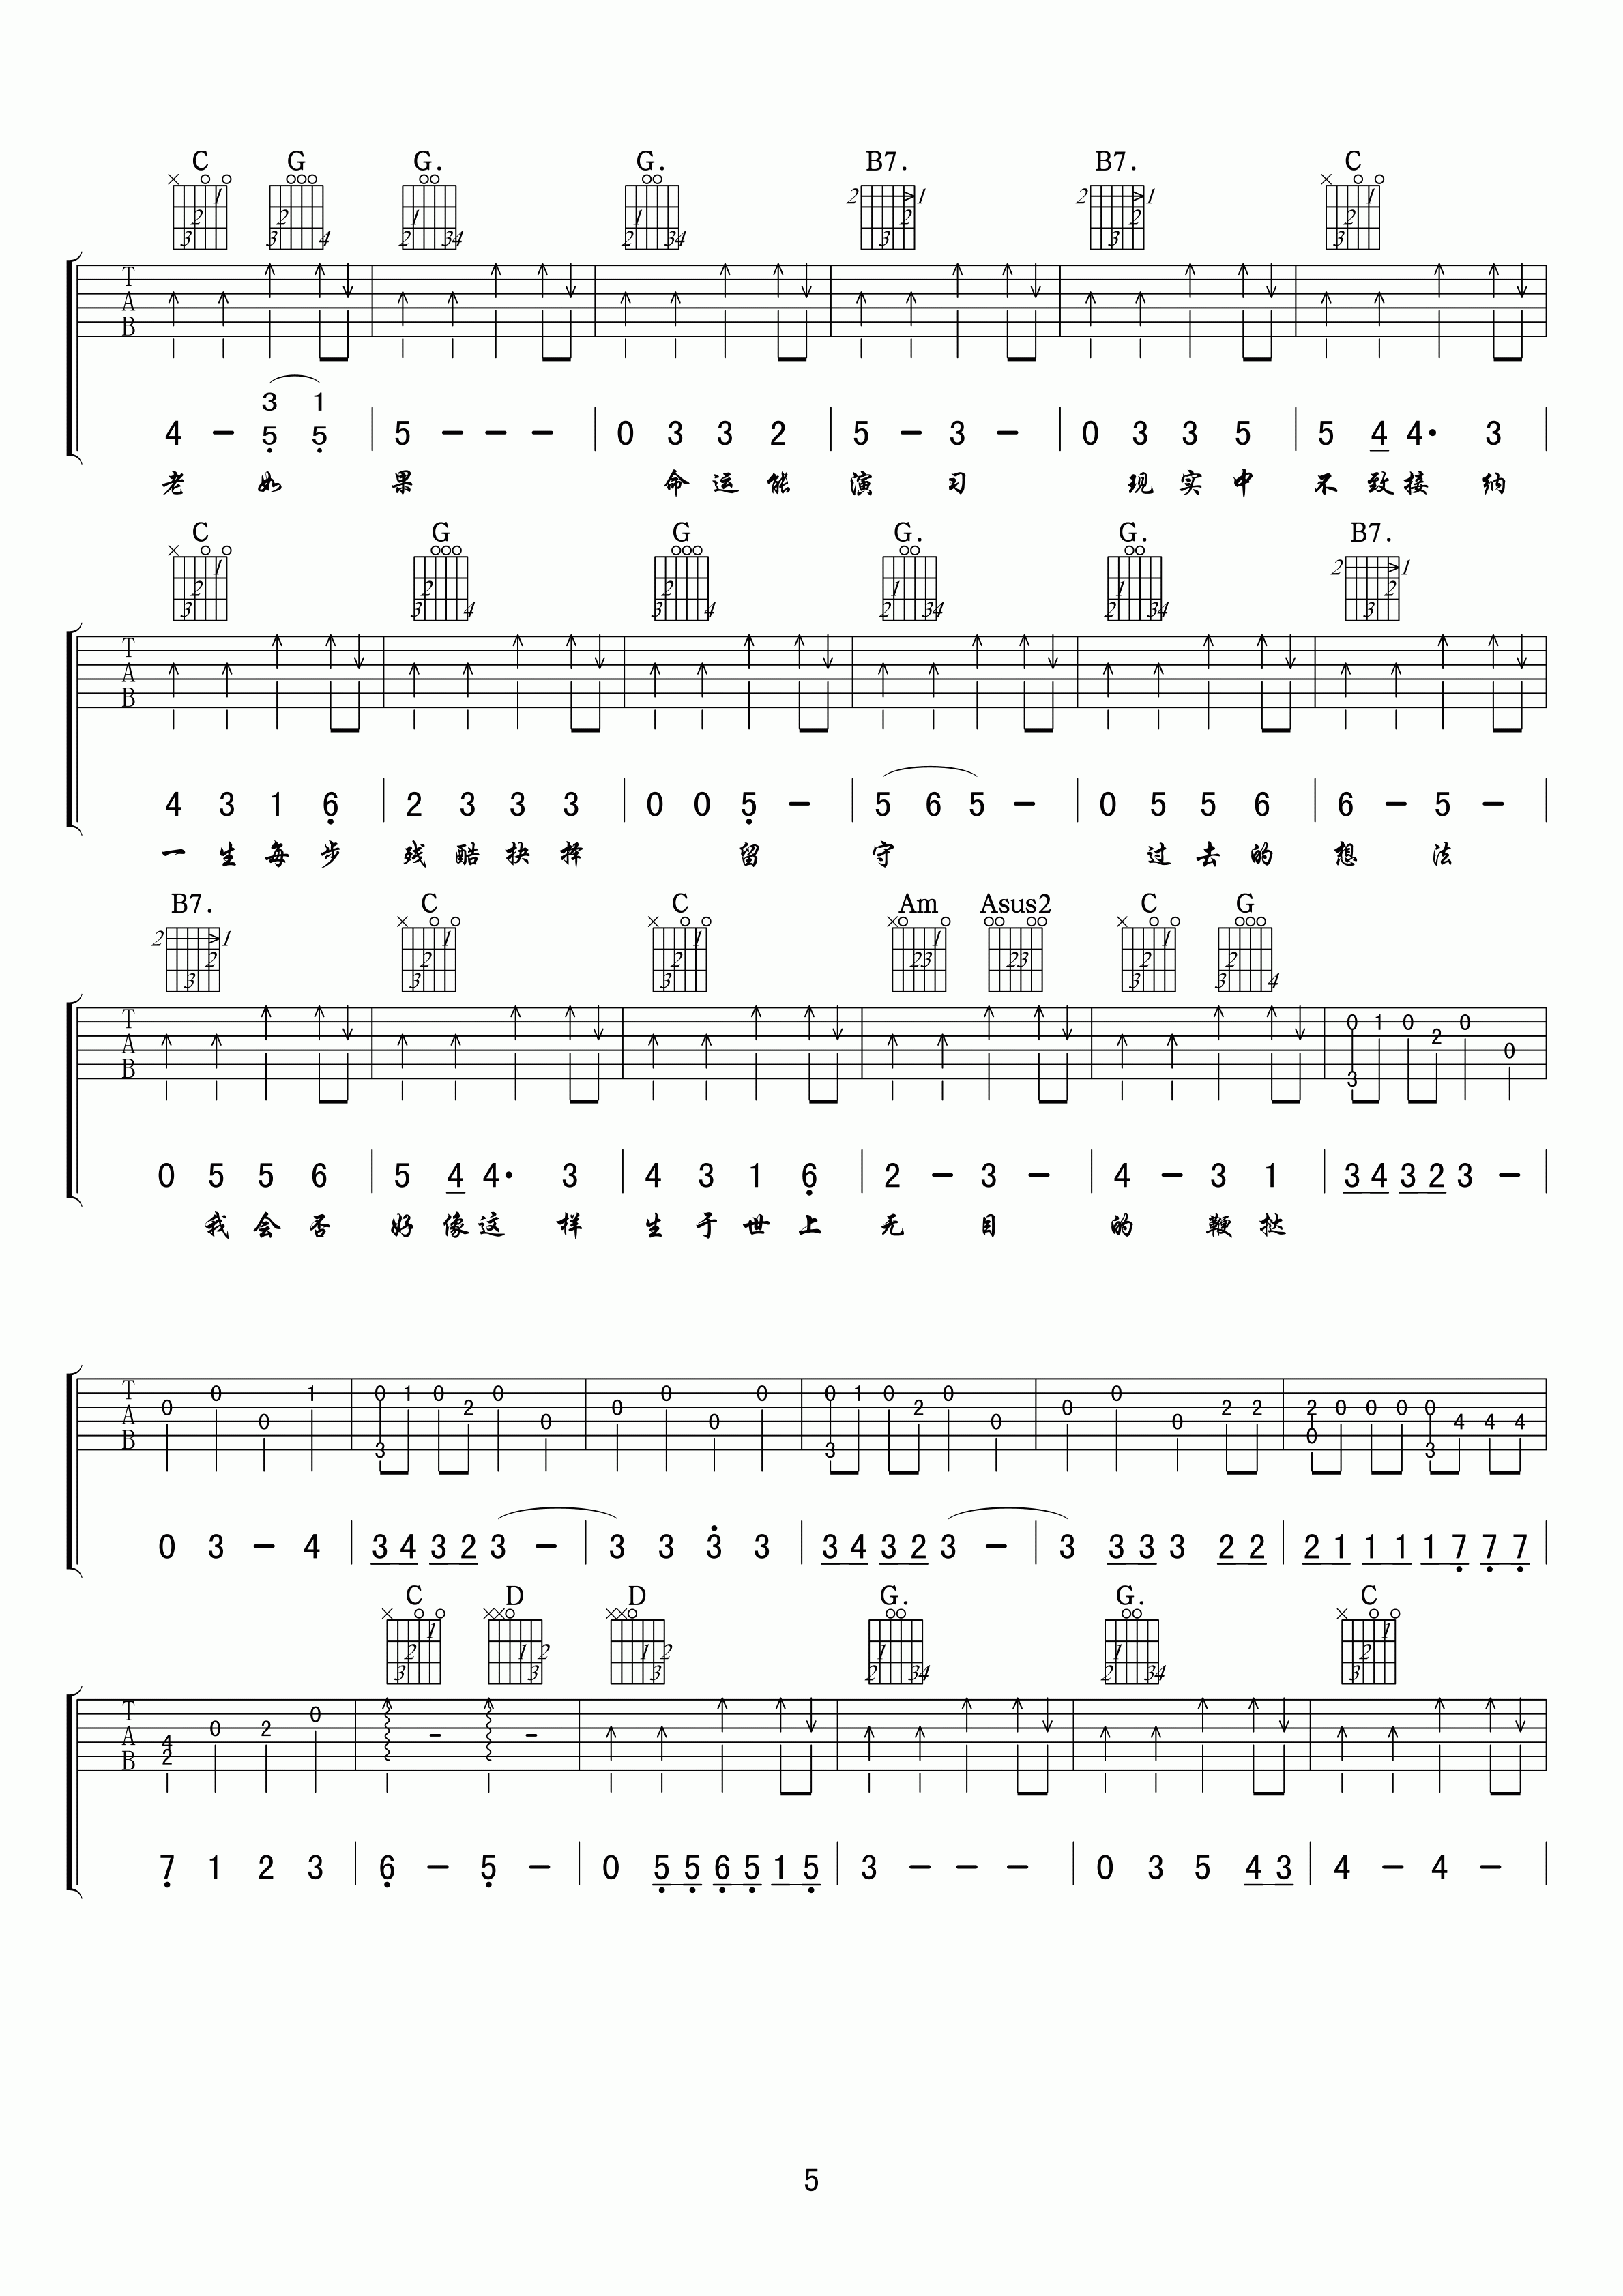 C G G. G. B7. B7. C
4 - 3 1 5 5 | 5 - - - | 0 3 3 2 | 5 - 3 - | 0 3 3 5 | 5 4 4· 3 |
老 如 果 命 运 能 演 习 现 实 中 不 致 接 纳
C G G G. G. B7.
4 3 1 6 | 2 3 3 3 | 0 0 5 - | 5 6 5 - | 0 5 5 6 | 6 - 5 - |
一 生 每 步 残 酷 抉 择 留 守 过 去 的 想 法
B7. C C Am Asus2 C G
T A B 0 1 0 2 0 0 3
0 5 5 6 | 5 4 4· 3 | 4 3 1 6 | 2 - 3 - | 4 - 3 1 | 3 4 3 2 3 - |
我 会 否 好 像 这 样 生 于 世 上 无 目 的 鞭 挞
T A B 0 0 0 1 | 0 3 1 0 2 0 0 | 0 0 0 0 | 0 3 1 0 2 0 0 | 0 0 0 2 2 | 2 0 0 0 0 0 3 4 4 4
0 3 - 4 | 3 4 3 2 3 - | 3 3 3 3 | 3 4 3 2 3 - | 3 3 3 3 2 2 | 2 1 1 1 1 7 7 7 |
C D D G. G. C
T A B 4 2 0 2 0 | - -
7 1 2 3 | 6 - 5 - | 0 5 5 6 5 1 5 | 3 - - - | 0 3 5 4 3 | 4 - 4 - |
5